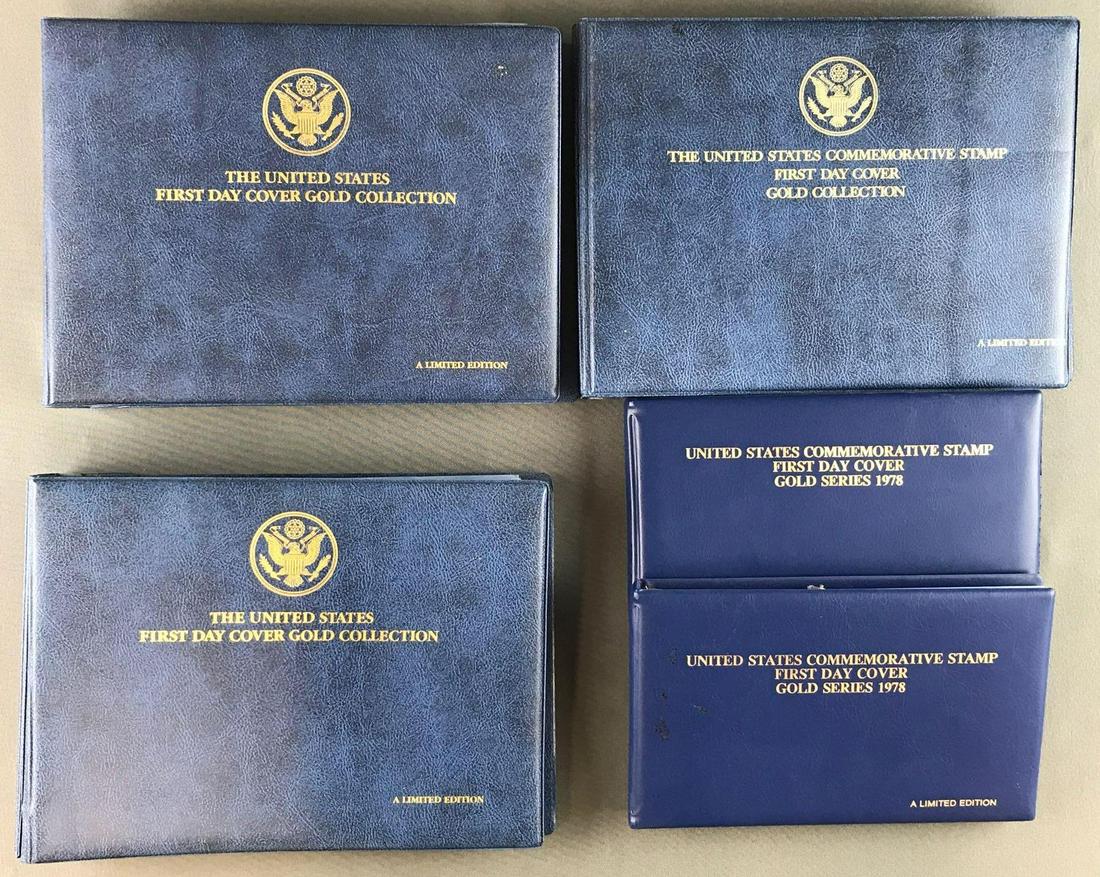 THE UNITED STATES
FIRST DAY COVER GOLD COLLECTION
A LIMITED EDITION
THE UNITED STATES COMMEMORATIVE STAMP
FIRST DAY COVER
GOLD COLLECTION
A LIMITED EDITION
THE UNITED STATES
FIRST DAY COVER GOLD COLLECTION
A LIMITED EDITION
UNITED STATES COMMEMORATIVE STAMP
FIRST DAY COVER
GOLD SERIES 1978
UNITED STATES COMMEMORATIVE STAMP
FIRST DAY COVER
GOLD SERIES 1978
A LIMITED EDITION